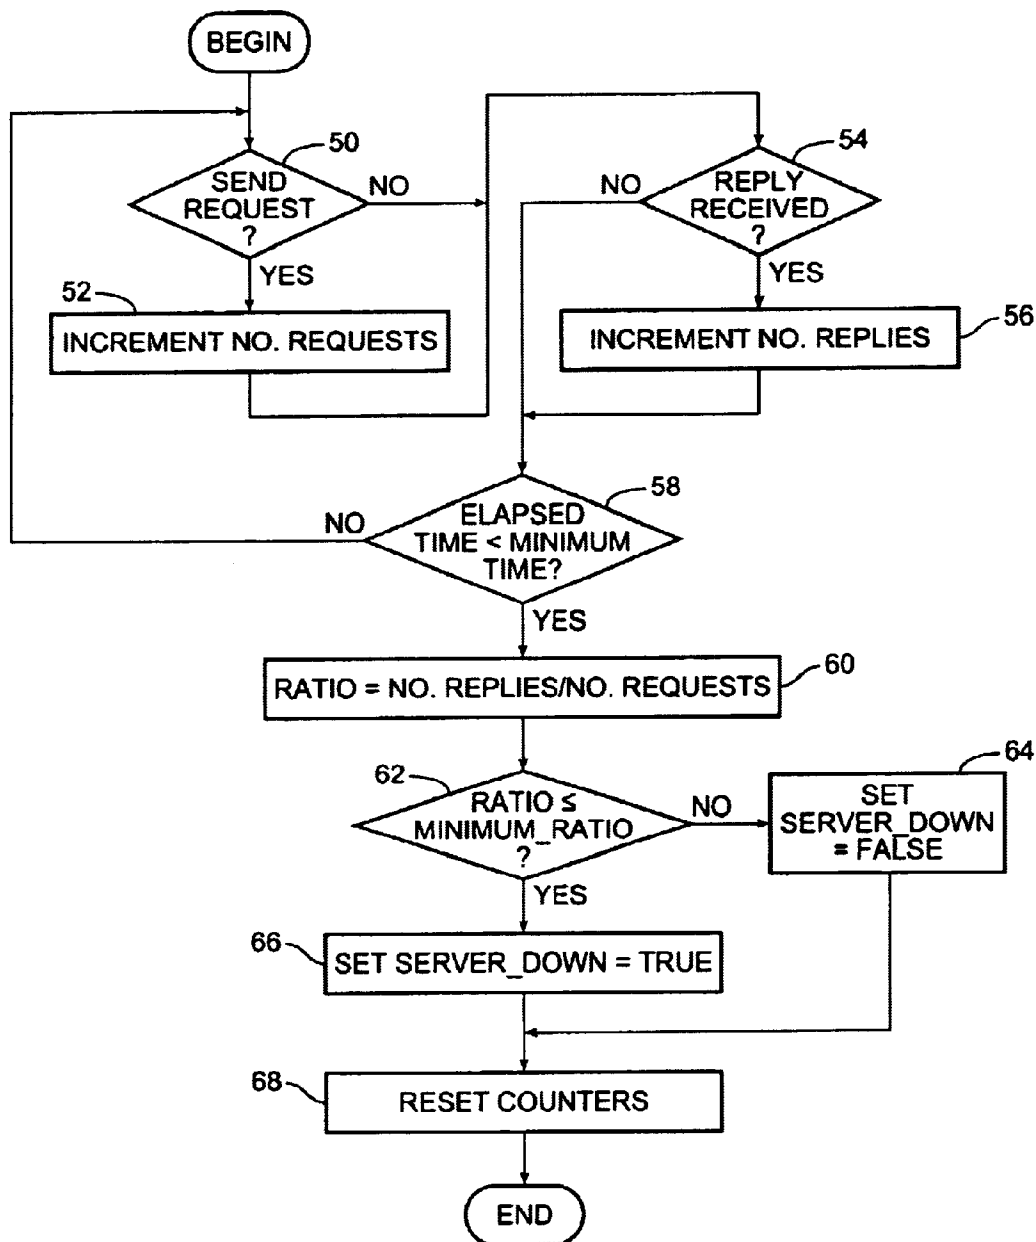 BEGIN
50
SEND
REQUEST
?
NO
YES
52
INCREMENT NO. REQUESTS
54
REPLY
RECEIVED
?
NO
YES
56
INCREMENT NO. REPLIES
58
ELAPSED
TIME < MINIMUM
TIME?
NO
YES
60
RATIO = NO. REPLIES/NO. REQUESTS
62
RATIO ≤
MINIMUM_RATIO
?
NO
YES
64
SET
SERVER_DOWN
= FALSE
66
SET SERVER_DOWN = TRUE
68
RESET COUNTERS
END